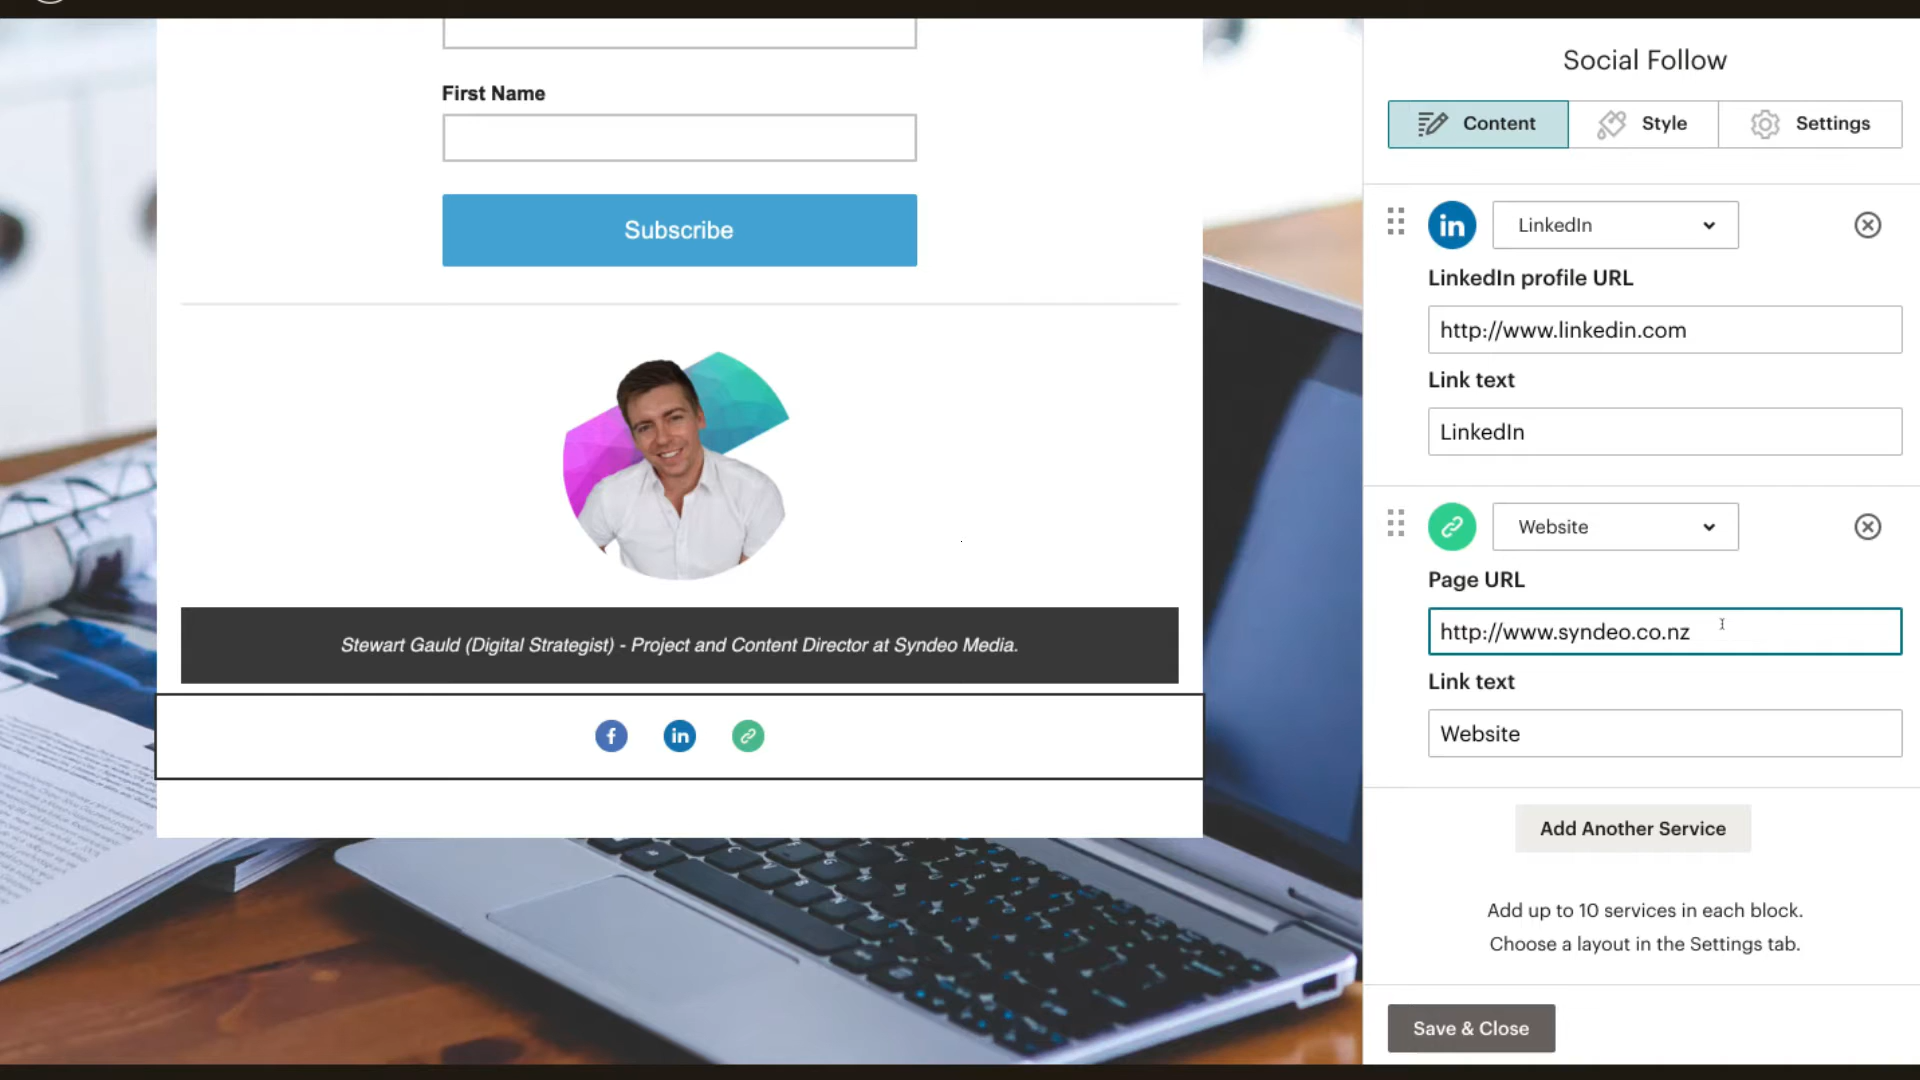 First Name
Subscribe
Stewart Gauld (Digital Strategist) - Project and Content Director at Syndeo Media.
Social Follow
Content
Style
Settings
LinkedIn
LinkedIn profile URL
http://www.linkedin.com
Link text
LinkedIn
Website
Page URL
http://www.syndeo.co.nz
Link text
Website
Add Another Service
Add up to 10 services in each block.
Choose a layout in the Settings tab.
Save & Close